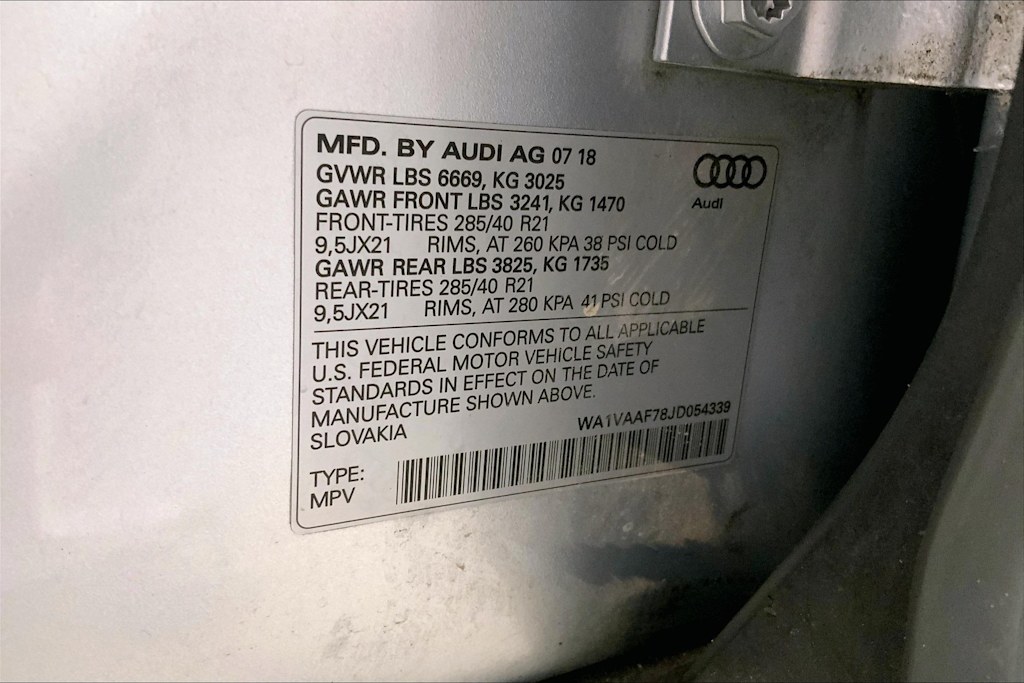 MFD. BY AUDI AG 07 18
GVWR LBS 6669, KG 3025
GAWR FRONT LBS 3241, KG 1470
FRONT-TIRES 285/40 R21
9,5JX21 RIMS, AT 260 KPA 38 PSI COLD
GAWR REAR LBS 3825, KG 1735
REAR-TIRES 285/40 R21
9,5JX21 RIMS, AT 280 KPA 41 PSI COLD
Audi
THIS VEHICLE CONFORMS TO ALL APPLICABLE
U.S. FEDERAL MOTOR VEHICLE SAFETY
STANDARDS IN EFFECT ON THE DATE OF
MANUFACTURE SHOWN ABOVE.
SLOVAKIA
WA1VAAF78JD054339
TYPE:
MPV